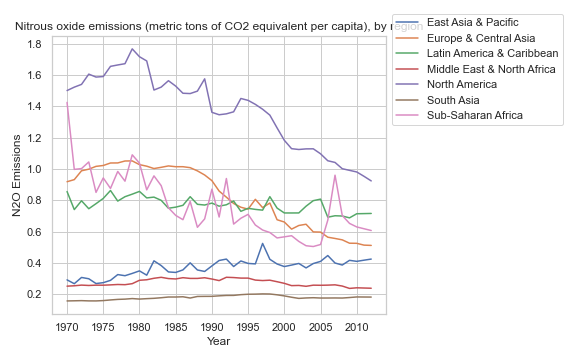 Nitrous oxide emissions (metric tons of CO2 equivalent per capita), by region
East Asia & Pacific
Europe & Central Asia
Latin America & Caribbean
Middle East & North Africa
North America
South Asia
Sub-Saharan Africa
N2O Emissions
1.8
1.6
1.4
1.2
1.0
0.8
0.6
0.4
0.2
1970 1975 1980 1985 1990 1995 2000 2005 2010
Year